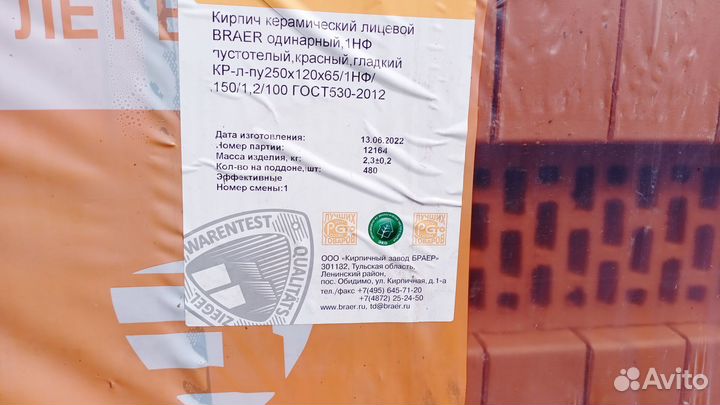 ЛЕТ
Кирпич керамический лицевой
BRAER одинарный,1НФ
пустотелый,красный,гладкий
КР-л-пу250х120х65/1НФ/
150/1,2/100 ГОСТ530-2012
Дата изготовления: 13.06.2022
Номер партии: 12164
Масса изделия, кг: 2,3±0,2
Кол-во на поддоне,шт: 480
Эффективные
Номер смены:1
WARENTEST
QUALITÄTS
ZIEGEL
ЛУЧШИХ
ТОВАРОВ
ЭКО
ЛУЧШИХ
ТОВАРОВ
ООО «Кирпичный завод БРАЕР»
301132, Тульская область,
Ленинский район,
пос. Обидимо, ул. Кирпичная, д.1-а
тел./факс +7(495) 645-71-20
+7(4872) 25-24-50
www.braer.ru, td@braer.ru
Avito